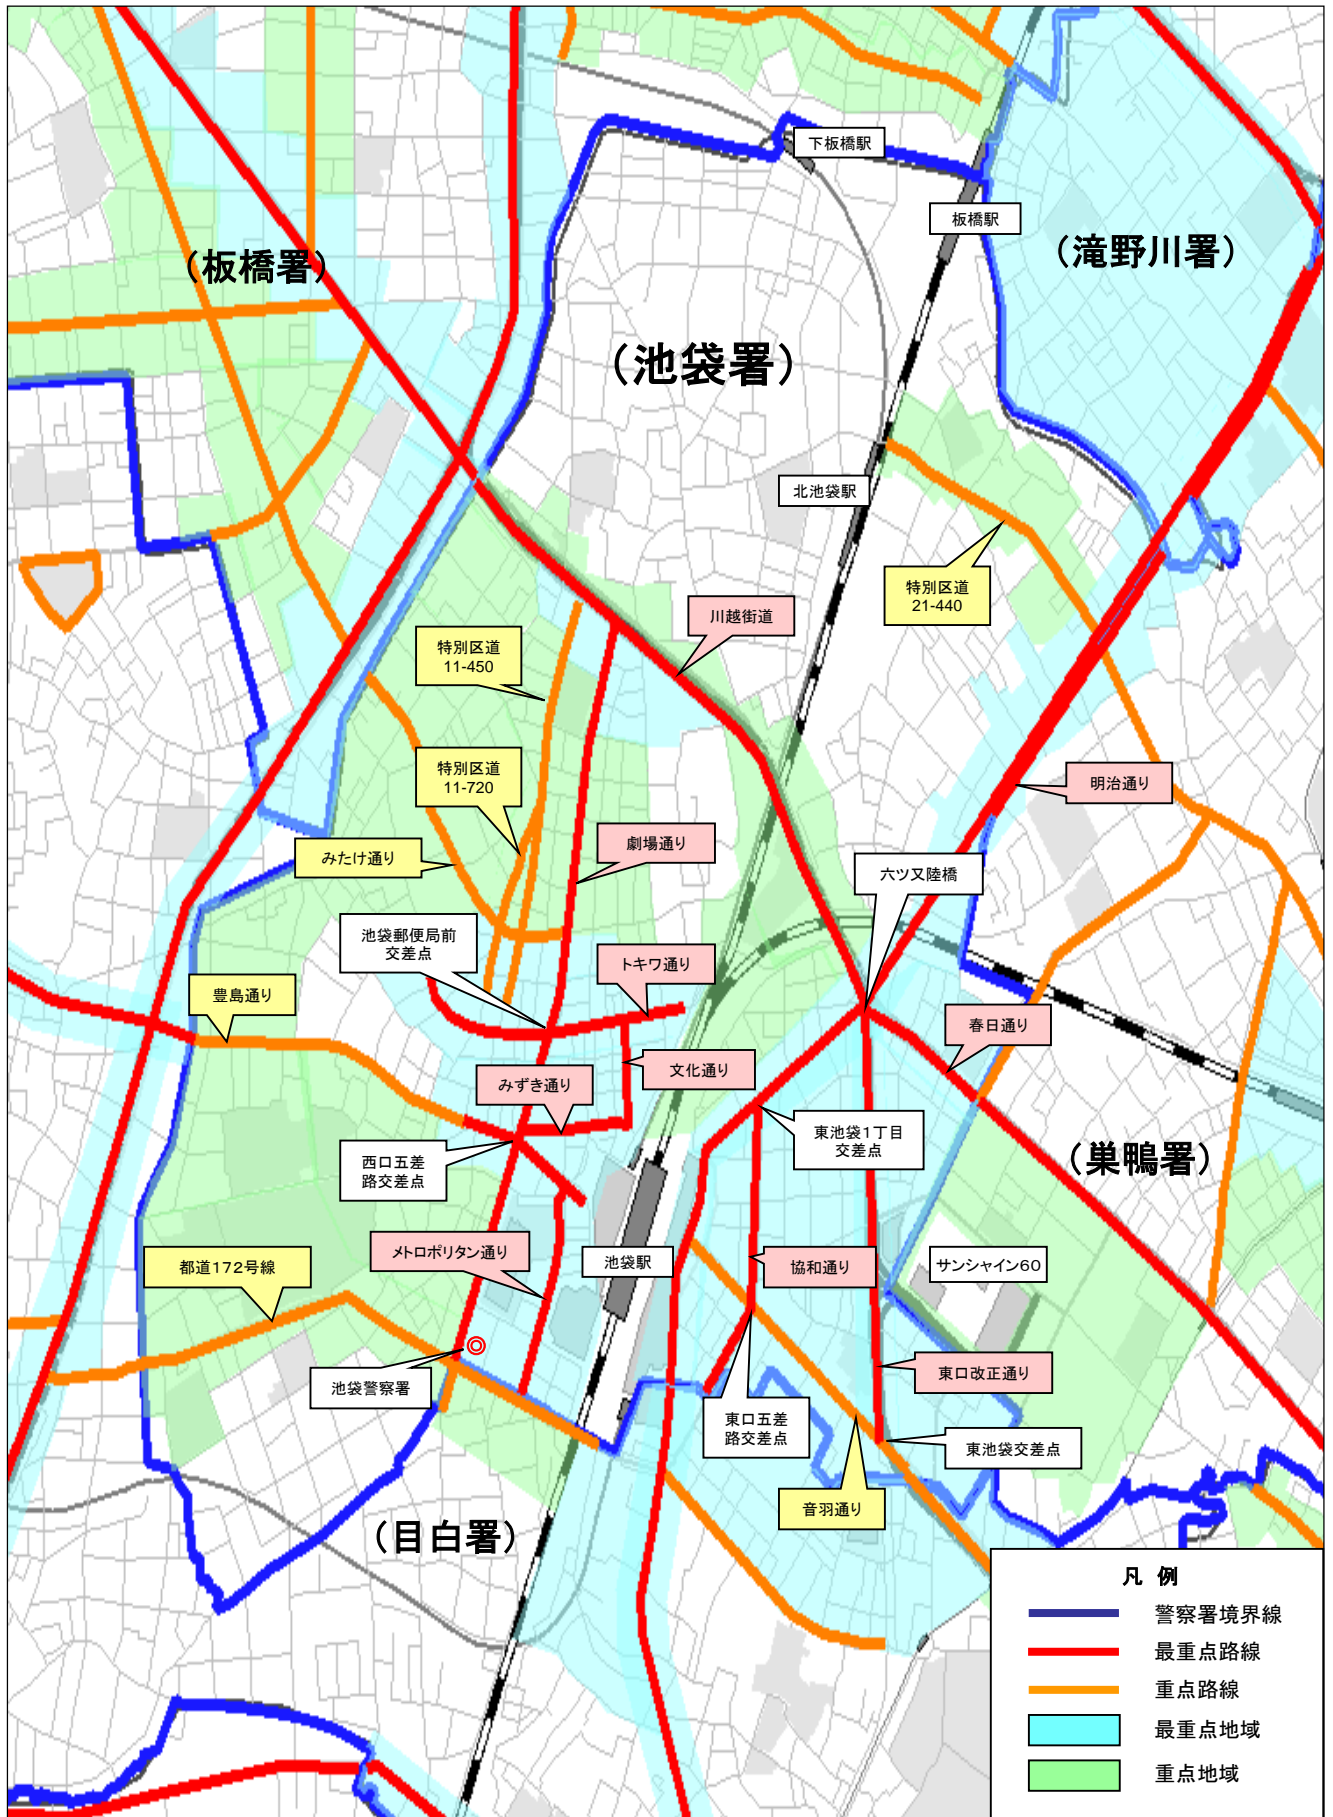 下板橋駅
板橋駅
(板橋署)
(滝野川署)
(池袋署)
北池袋駅
特別区道
21-440
川越街道
特別区道
11-450
特別区道
11-720
明治通り
みたけ通り
劇場通り
六ツ又陸橋
池袋郵便局前
交差点
トキワ通り
豊島通り
春日通り
文化通り
みずき通り
東池袋1丁目
交差点
西口五差
路交差点
(巣鴨署)
メトロポリタン通り
池袋駅
協和通り
サンシャイン60
都道172号線
池袋警察署
東口改正通り
東口五差
路交差点
東池袋交差点
音羽通り
(目白署)
凡 例
警察署境界線
最重点路線
重点路線
最重点地域
重点地域